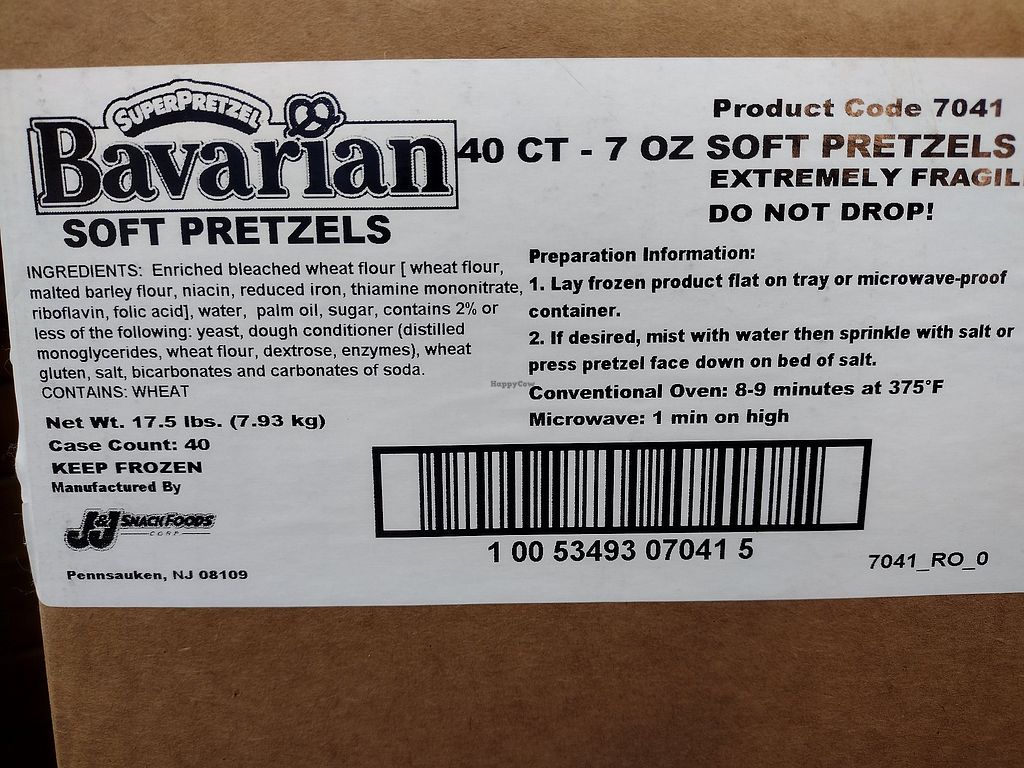 SUPERPRETZEL
Bavarian
SOFT PRETZELS
Product Code 7041
40 CT - 7 OZ SOFT PRETZELS
EXTREMELY FRAGIL
DO NOT DROP!
INGREDIENTS: Enriched bleached wheat flour [ wheat flour,
malted barley flour, niacin, reduced iron, thiamine mononitrate,
riboflavin, folic acid], water, palm oil, sugar, contains 2% or
less of the following: yeast, dough conditioner (distilled
monoglycerides, wheat flour, dextrose, enzymes), wheat
gluten, salt, bicarbonates and carbonates of soda.
CONTAINS: WHEAT
Net Wt. 17.5 lbs. (7.93 kg)
Case Count: 40
KEEP FROZEN
Manufactured By
J&J SNACK FOODS
CORP
Pennsauken, NJ 08109
Preparation Information:
1. Lay frozen product flat on tray or microwave-proof
container.
2. If desired, mist with water then sprinkle with salt or
press pretzel face down on bed of salt.
Conventional Oven: 8-9 minutes at 375°F
Microwave: 1 min on high
1 00 53493 07041 5
7041_RO_0
HappyCow